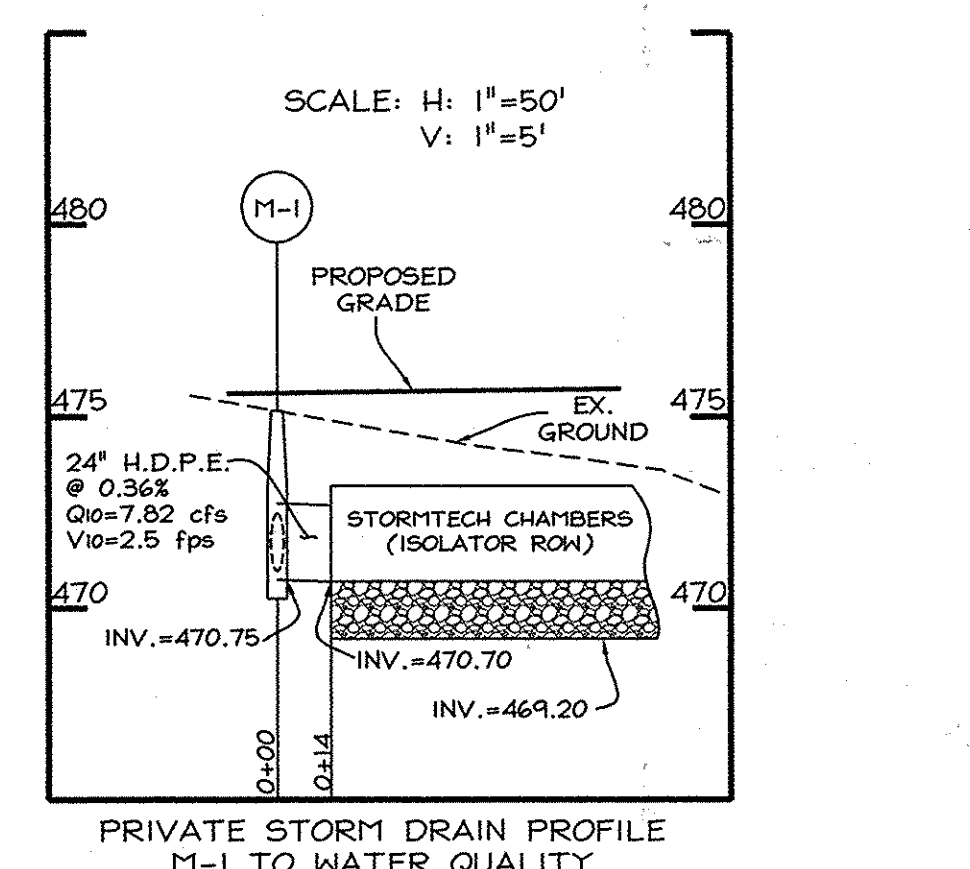 SCALE: H: 1"=50'
V: 1"=5'
M-1
480
480
PROPOSED
GRADE
475
475
EX.
GROUND
24" H.D.P.E.
@ 0.36%
Q10=7.82 cfs
V10=2.5 fps
STORMTECH CHAMBERS
(ISOLATOR ROW)
470
470
INV.=470.75
INV.=470.70
INV.=469.20
0+00
0+14
PRIVATE STORM DRAIN PROFILE
M-1 TO WATER QUALITY